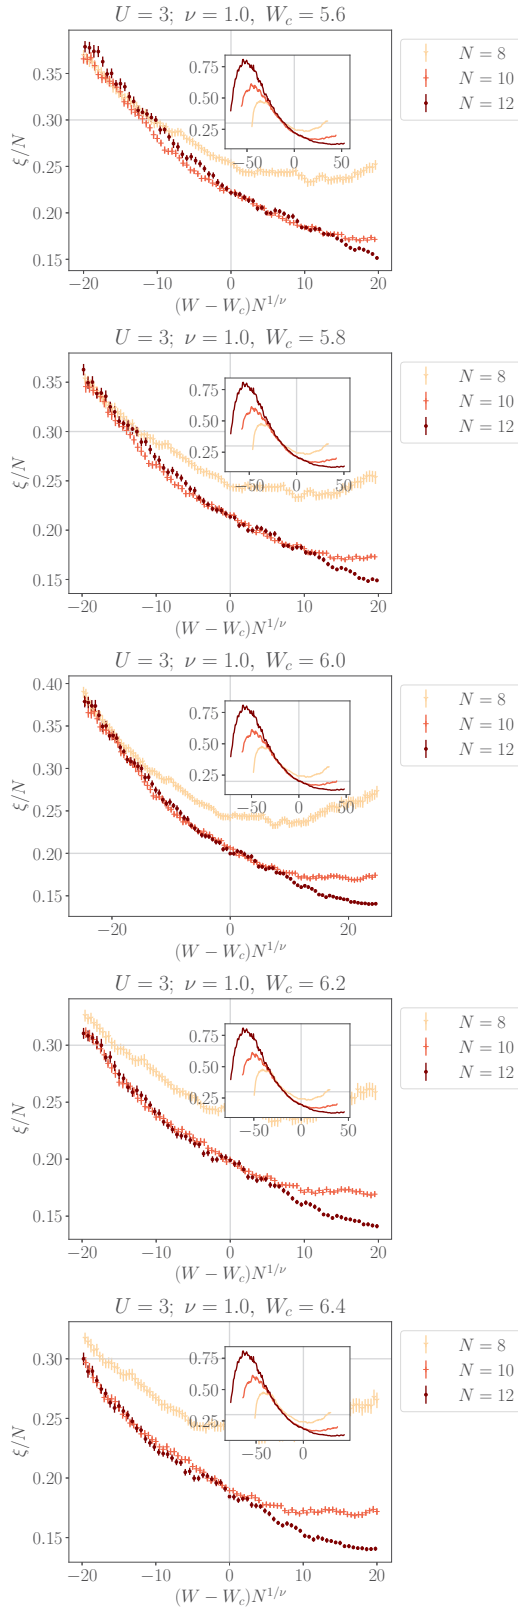 U = 3; ν = 1.0, W_c = 5.6
N = 8
N = 10
N = 12
0.75
0.50
0.25
−50 0 50
0.35
0.30
0.25
0.20
0.15
ξ/N
−20 −10 0 10 20
(W − W_c)N^{1/ν}
U = 3; ν = 1.0, W_c = 5.8
N = 8
N = 10
N = 12
0.75
0.50
0.25
−50 0 50
0.35
0.30
0.25
0.20
0.15
ξ/N
−20 −10 0 10 20
(W − W_c)N^{1/ν}
U = 3; ν = 1.0, W_c = 6.0
N = 8
N = 10
N = 12
0.75
0.50
0.25
−50 0 50
0.40
0.35
0.30
0.25
0.20
0.15
ξ/N
−20 0 20
(W − W_c)N^{1/ν}
U = 3; ν = 1.0, W_c = 6.2
N = 8
N = 10
N = 12
0.75
0.50
0.25
−50 0 50
0.30
0.25
0.20
0.15
ξ/N
−20 −10 0 10 20
(W − W_c)N^{1/ν}
U = 3; ν = 1.0, W_c = 6.4
N = 8
N = 10
N = 12
0.75
0.50
0.25
−50 0
0.30
0.25
0.20
0.15
ξ/N
−20 −10 0 10 20
(W − W_c)N^{1/ν}